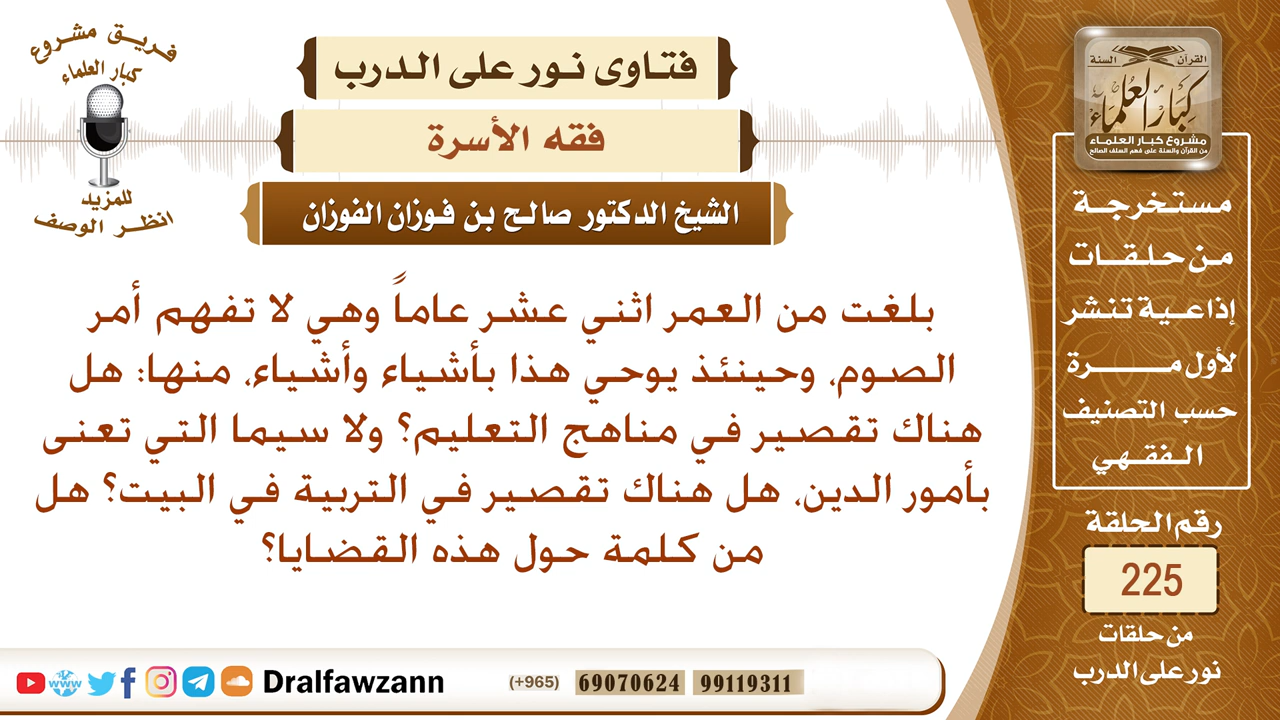 فريق مشروع
كبار العلماء
للمزيد
انظر الوصف
فتاوى نور على الدرب
فقه الأسرة
الشيخ الدكتور صالح بن فوزان الفوزان
بلغت من العمر اثني عشر عاماً وهي لا تفهم أمر
الصوم، وحينئذ يوحي هذا بأشياء وأشياء، منها: هل
هناك تقصير في مناهج التعليم؟ ولا سيما التي تعنى
بأمور الدين، هل هناك تقصير في التربية في البيت؟ هل
من كلمة حول هذه القضايا؟
القرآن السنة
كبار العلماء
مشروع كبار العلماء
من القرآن والسنة على فهم السلف الصالح
مستخرجة
من حلقات
إذاعية تنشر
لأول مرة
حسب التصنيف
الفقهي
رقم الحلقة
225
من حلقات
نور على الدرب
www
Dralfawzann
(+965) 69070624 99119311